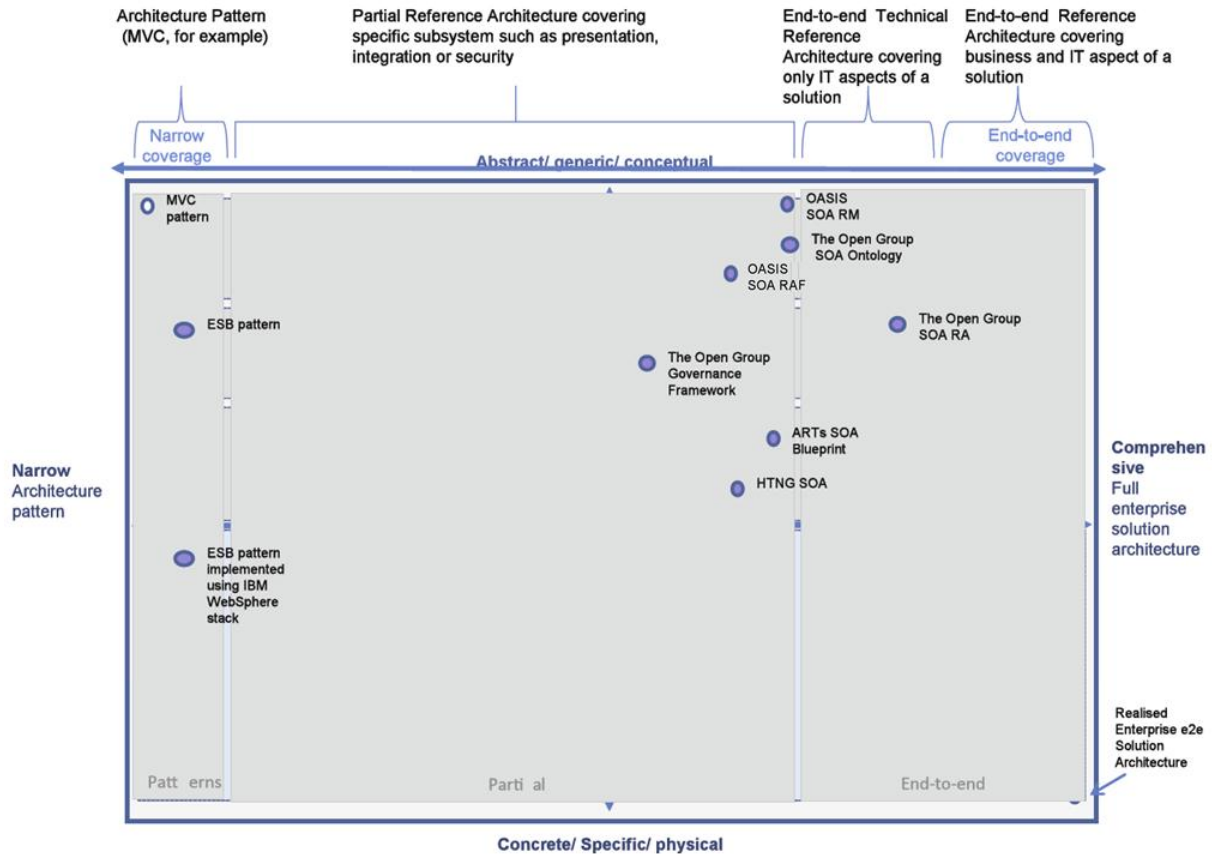 Architecture Pattern
(MVC, for example)
Partial Reference Architecture covering
specific subsystem such as presentation,
integration or security
End-to-end Technical
Reference
Architecture covering
only IT aspects of a
solution
End-to-end Reference
Architecture covering
business and IT aspect of a
solution
Narrow
coverage
Abstract/ generic/ conceptual
End-to-end
coverage
MVC
pattern
OASIS
SOA RM
The Open Group
SOA Ontology
OASIS
SOA RAF
ESB pattern
The Open Group
SOA RA
The Open Group
Governance
Framework
ARTs SOA
Blueprint
HTNG SOA
Narrow
Architecture
pattern
Comprehen
sive
Full
enterprise
solution
architecture
ESB pattern
implemented
using IBM
WebSphere
stack
Realised
Enterprise e2e
Solution
Architecture
Patt erns
Parti al
End-to-end
Concrete/ Specific/ physical